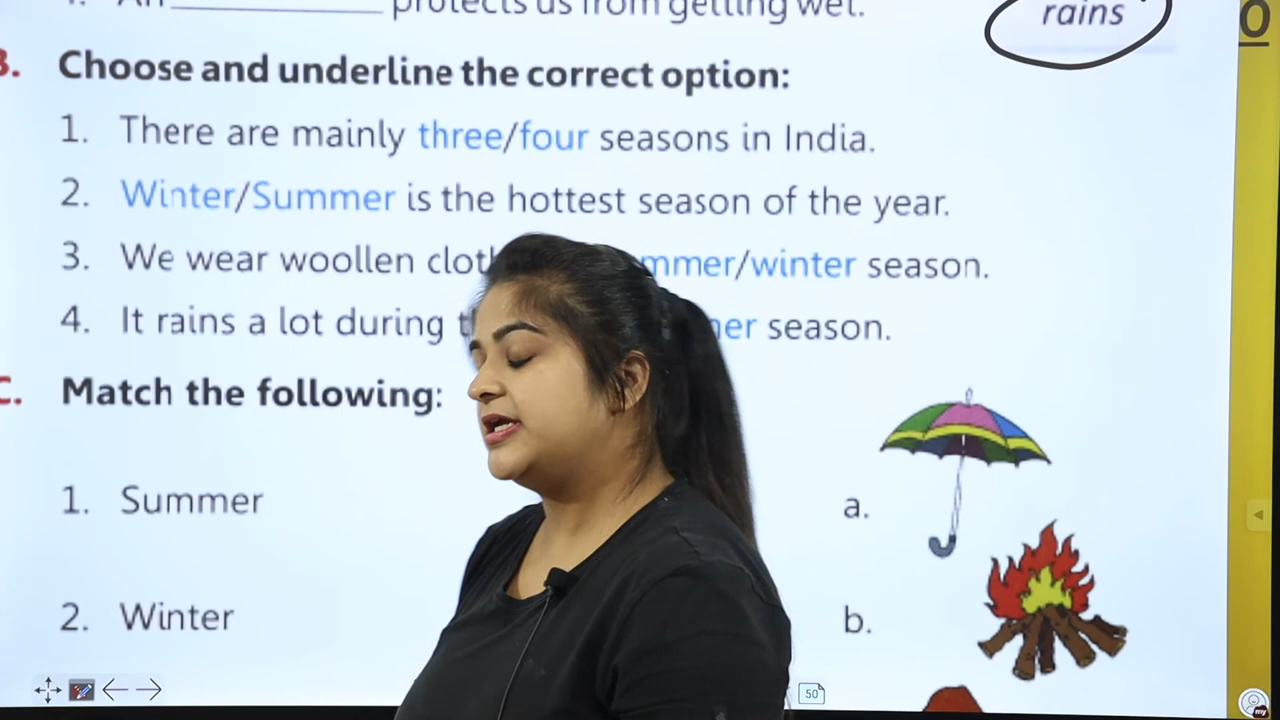 protects us from getting wet.
rains
B. Choose and underline the correct option:
1. There are mainly three/four seasons in India.
2. Winter/Summer is the hottest season of the year.
3. We wear woollen mmer/winter season.
4. It rains a lot during season.
C. Match the following:
1. Summer
a.
2. Winter
b.
50